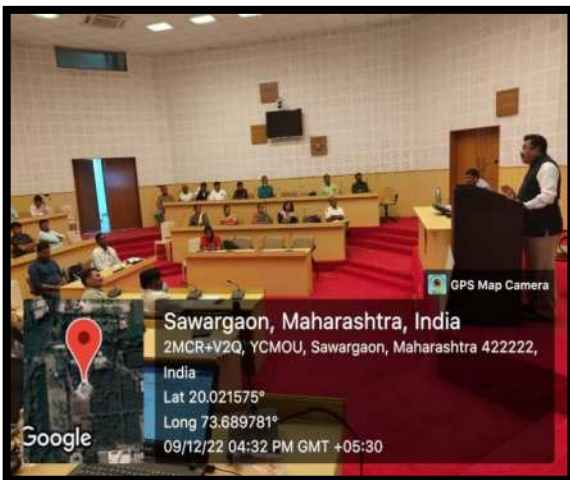 GPS Map Camera
Sawargaon, Maharashtra, India
2MCR+V2Q, YCMOU, Sawargaon, Maharashtra 422222,
India
Lat 20.021575°
Long 73.689781°
09/12/22 04:32 PM GMT +05:30
Google